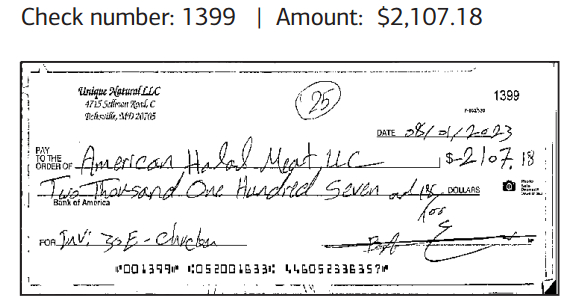 Check number: 1399 | Amount: $2,107.18
Unique Natural LLC
4715 Sellman Road, C
Beltsville, MD 20705
25
1399
DATE 08/01/2023
PAY TO THE ORDER OF American Halal Meat, LLC $ 2107.18
Two Thousand One Hundred Seven and 18/100 DOLLARS
Bank of America
FOR Inv: 30E - Chicken
⑈001399⑈ ⑆052001633⑆ 446052336357⑈